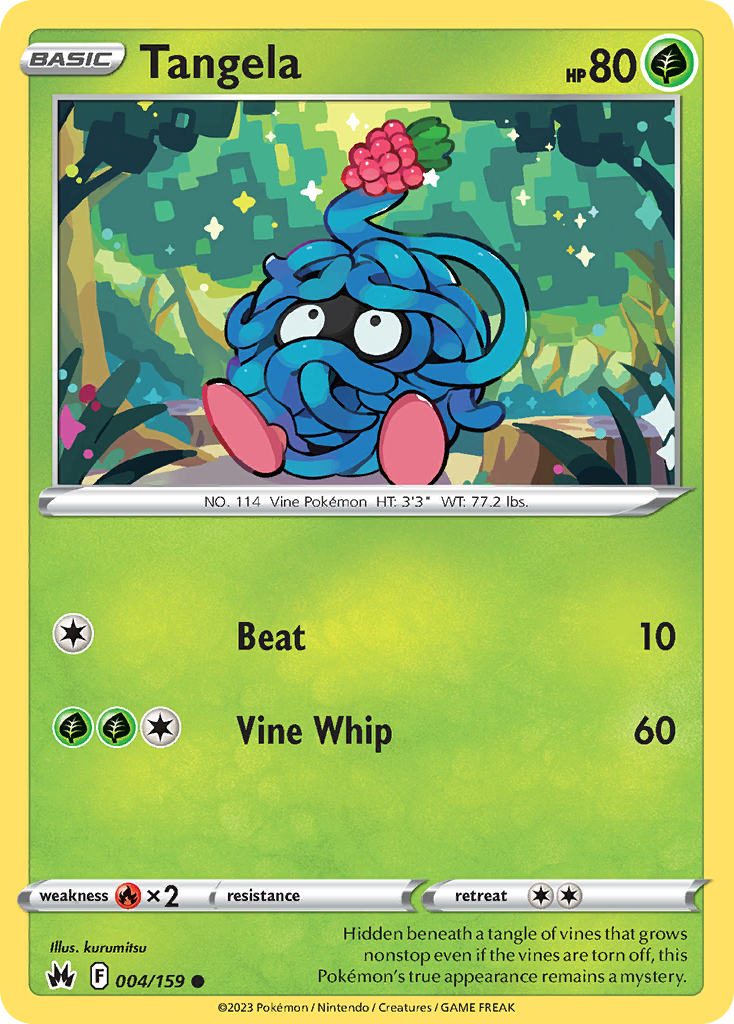 BASIC Tangela HP 80
NO. 114 Vine Pokémon HT: 3'3" WT: 77.2 lbs.
Beat 10
Vine Whip 60
weakness ×2 resistance retreat
Illus. kurumitsu
Hidden beneath a tangle of vines that grows
nonstop even if the vines are torn off, this
Pokémon's true appearance remains a mystery.
F 004/159
©2023 Pokémon / Nintendo / Creatures / GAME FREAK